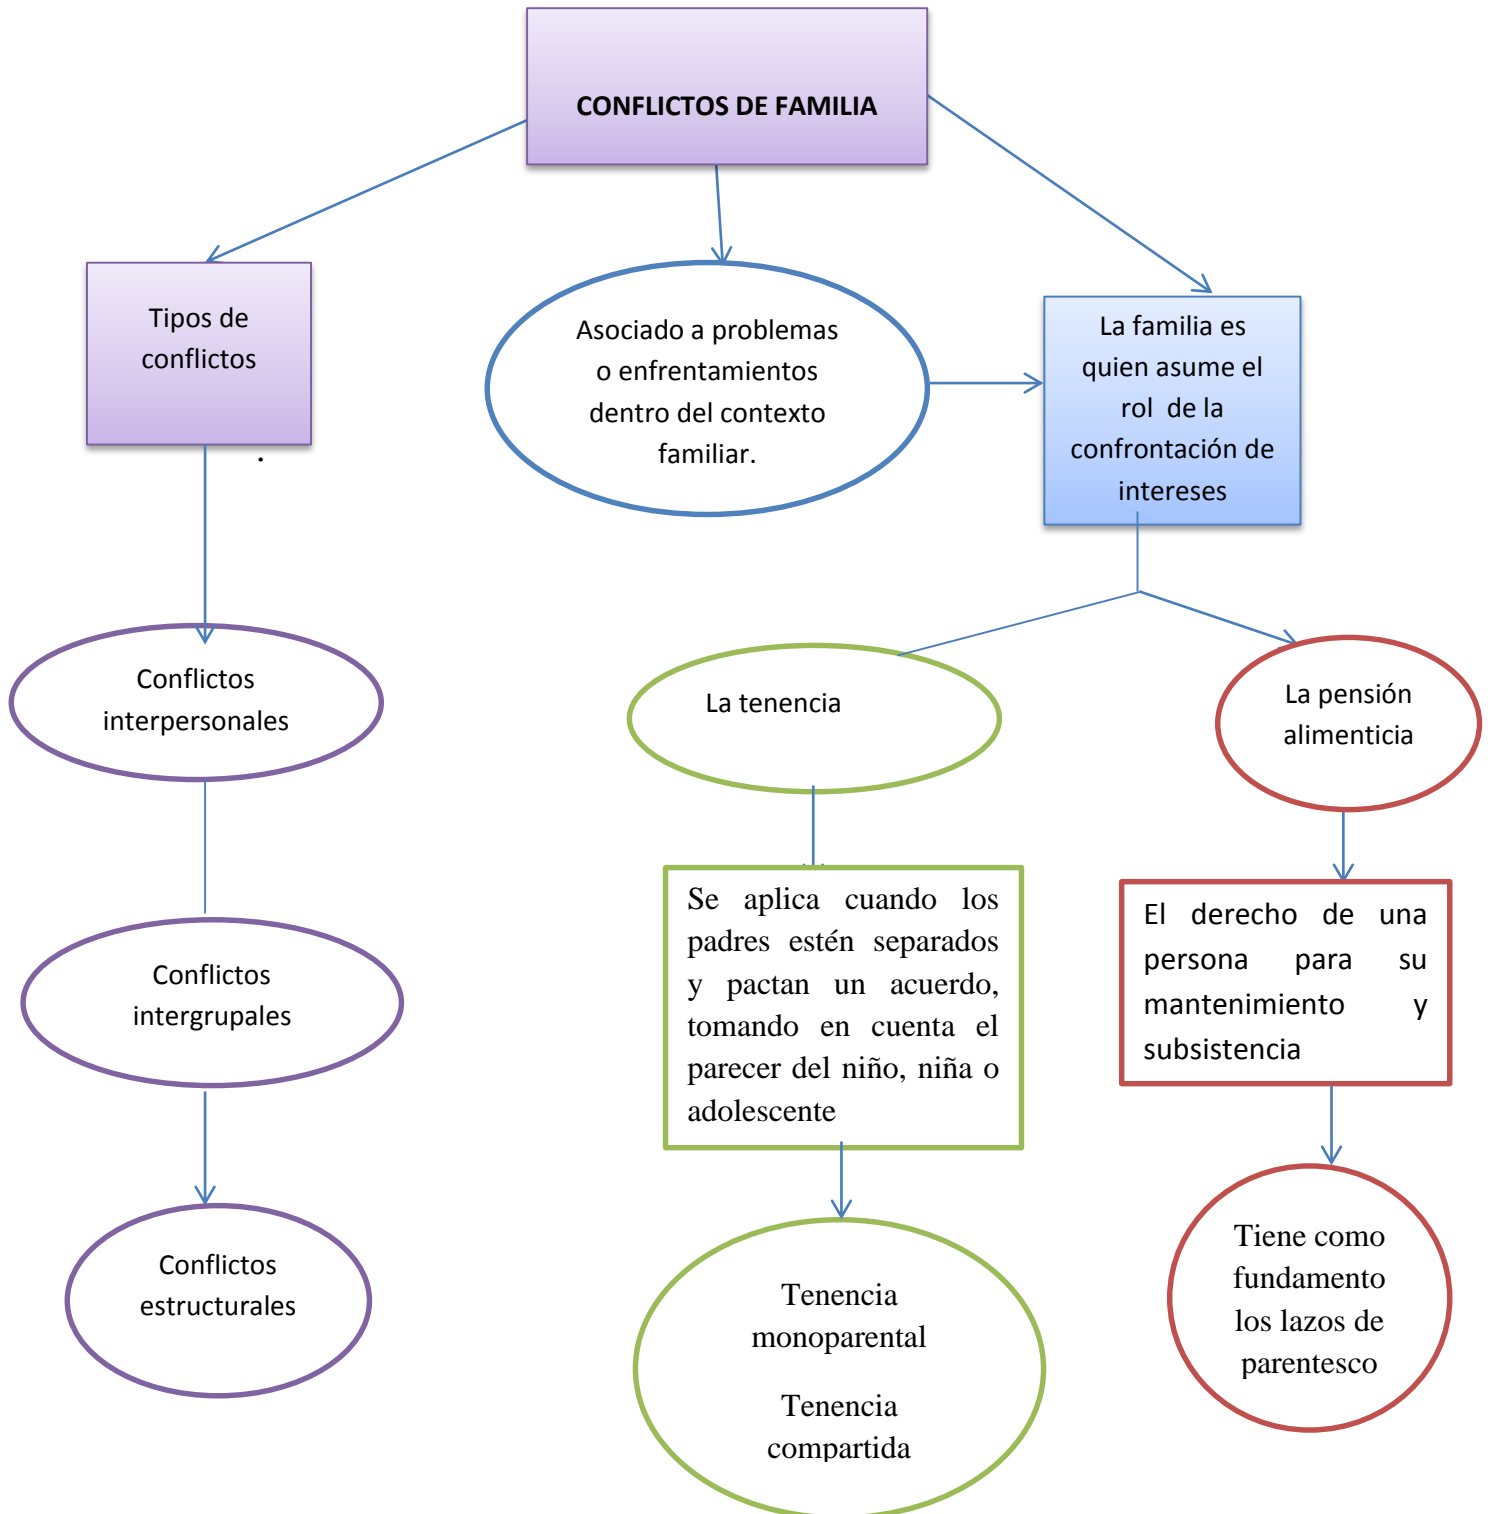 CONFLICTOS DE FAMILIA
Tipos de
conflictos
.
Asociado a problemas
o enfrentamientos
dentro del contexto
familiar.
La familia es
quien asume el
rol de la
confrontación de
intereses
Conflictos
interpersonales
La tenencia
La pensión
alimenticia
Conflictos
intergrupales
Se aplica cuando los
padres estén separados
y pactan un acuerdo,
tomando en cuenta el
parecer del niño, niña o
adolescente
El derecho de una
persona para su
mantenimiento y
subsistencia
Conflictos
estructurales
Tenencia
monoparental
Tenencia
compartida
Tiene como
fundamento
los lazos de
parentesco